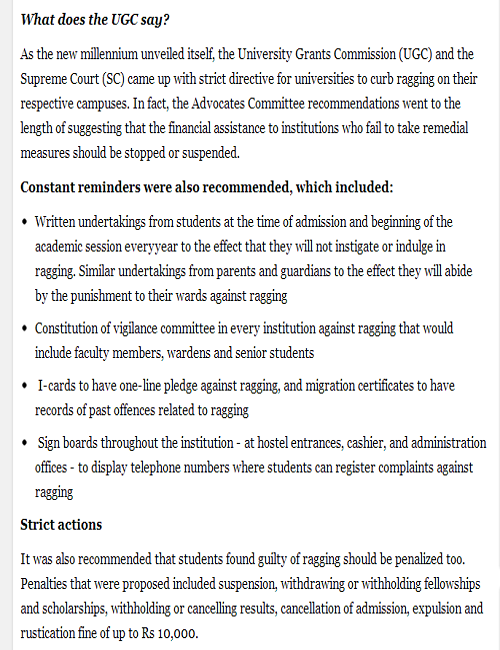 What does the UGC say?
As the new millennium unveiled itself, the University Grants Commission (UGC) and the
Supreme Court (SC) came up with strict directive for universities to curb ragging on their
respective campuses. In fact, the Advocates Committee recommendations went to the
length of suggesting that the financial assistance to institutions who fail to take remedial
measures should be stopped or suspended.
Constant reminders were also recommended, which included:
• Written undertakings from students at the time of admission and beginning of the
academic session everyyear to the effect that they will not instigate or indulge in
ragging. Similar undertakings from parents and guardians to the effect they will abide
by the punishment to their wards against ragging
• Constitution of vigilance committee in every institution against ragging that would
include faculty members, wardens and senior students
• I-cards to have one-line pledge against ragging, and migration certificates to have
records of past offences related to ragging
• Sign boards throughout the institution - at hostel entrances, cashier, and administration
offices - to display telephone numbers where students can register complaints against
ragging
Strict actions
It was also recommended that students found guilty of ragging should be penalized too.
Penalties that were proposed included suspension, withdrawing or withholding fellowships
and scholarships, withholding or cancelling results, cancellation of admission, expulsion and
rustication fine of up to Rs 10,000.